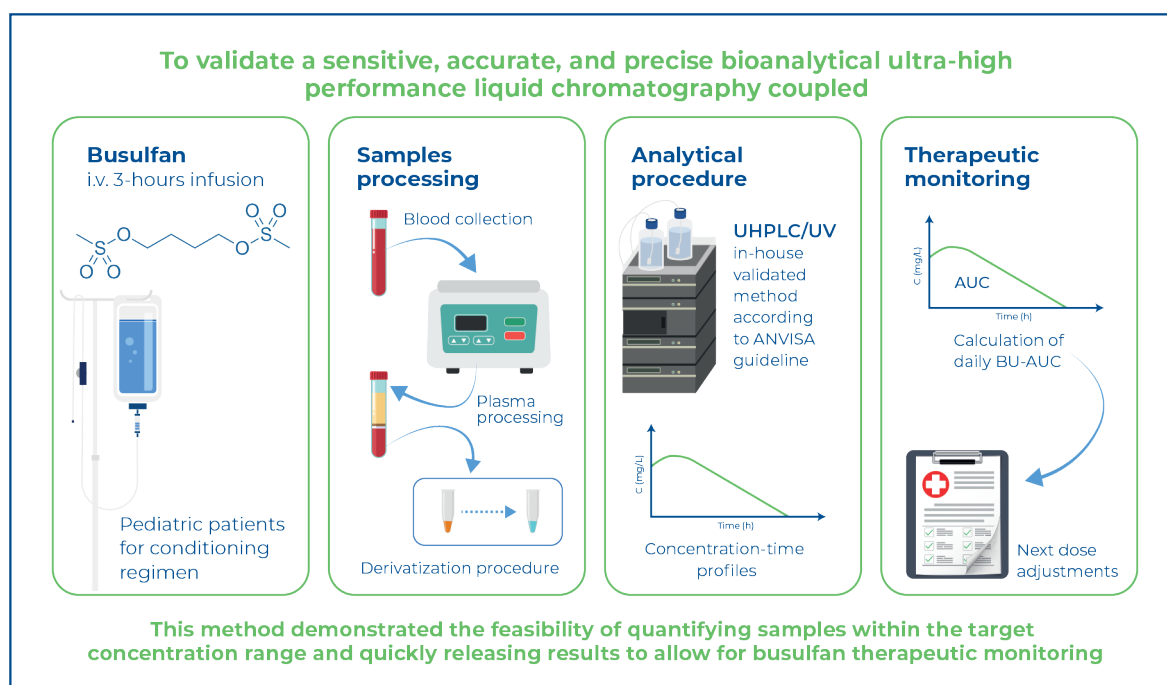 To validate a sensitive, accurate, and precise bioanalytical ultra-high
performance liquid chromatography coupled
Busulfan
i.v. 3-hours infusion
O
O
S
O
O
O
S
O
O
Pediatric patients
for conditioning
regimen
Samples
processing
Blood collection
Plasma
processing
Derivatization procedure
Analytical
procedure
UHPLC/UV
in-house
validated
method
according
to ANVISA
guideline
C (mg/L)
Time (h)
Concentration-time
profiles
Therapeutic
monitoring
C (mg/L)
AUC
Time (h)
Calculation of
daily BU-AUC
Next dose
adjustments
This method demonstrated the feasibility of quantifying samples within the target
concentration range and quickly releasing results to allow for busulfan therapeutic monitoring